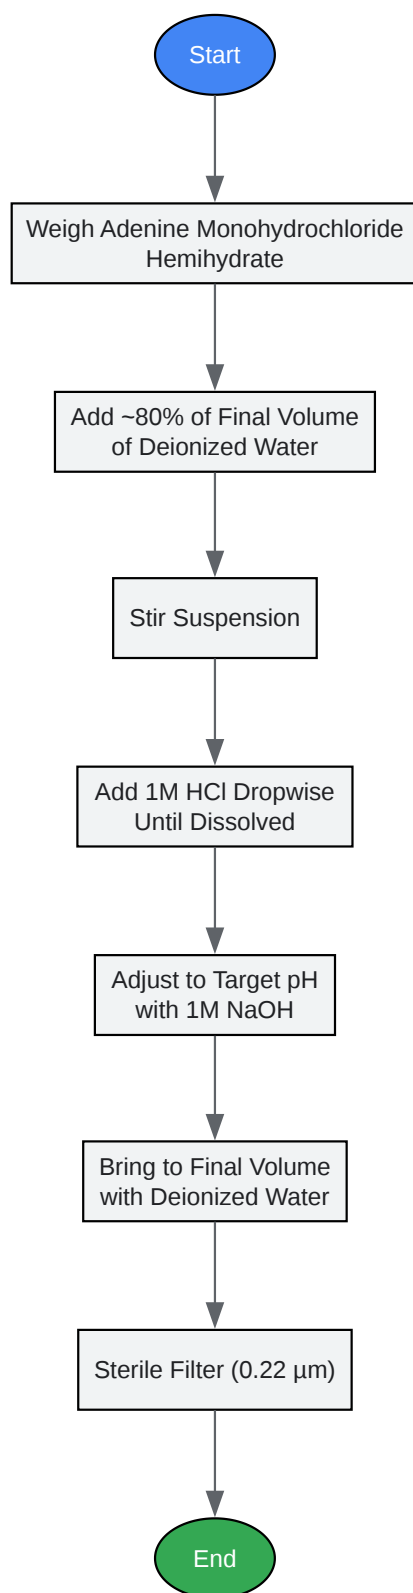 Start
Weigh Adenine Monohydrochloride
Hemihydrate
Add ~80% of Final Volume
of Deionized Water
Stir Suspension
Add 1M HCl Dropwise
Until Dissolved
Adjust to Target pH
with 1M NaOH
Bring to Final Volume
with Deionized Water
Sterile Filter (0.22 µm)
End